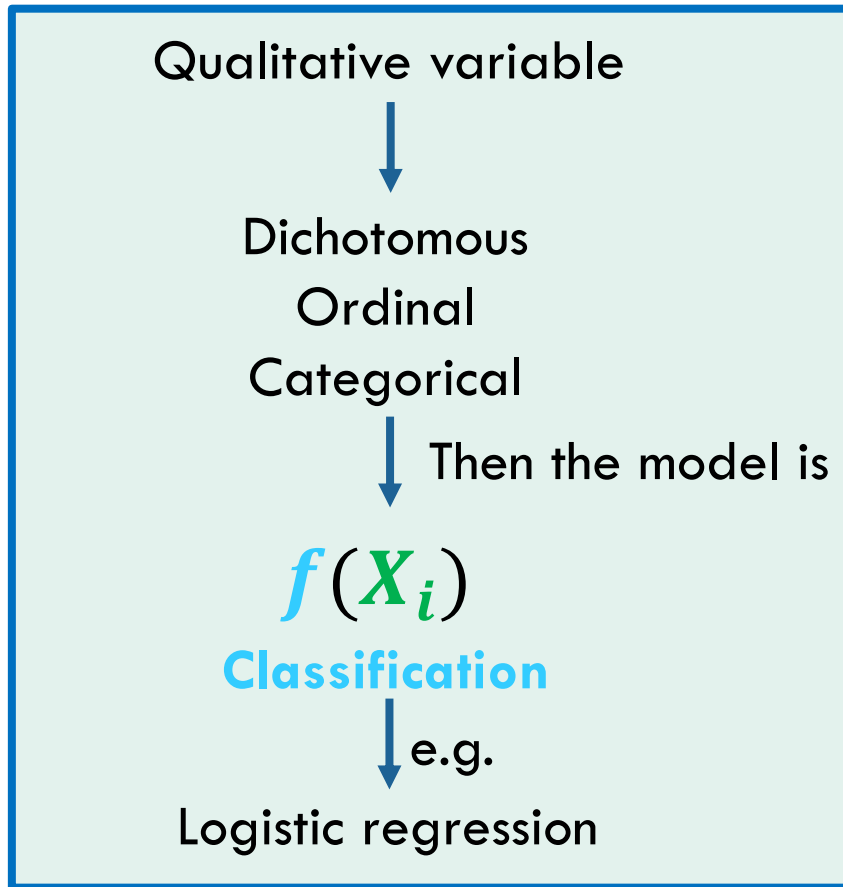 Qualitative variable
Dichotomous
Ordinal
Categorical
Then the model is
f(Xᵢ)
Classification
e.g.
Logistic regression